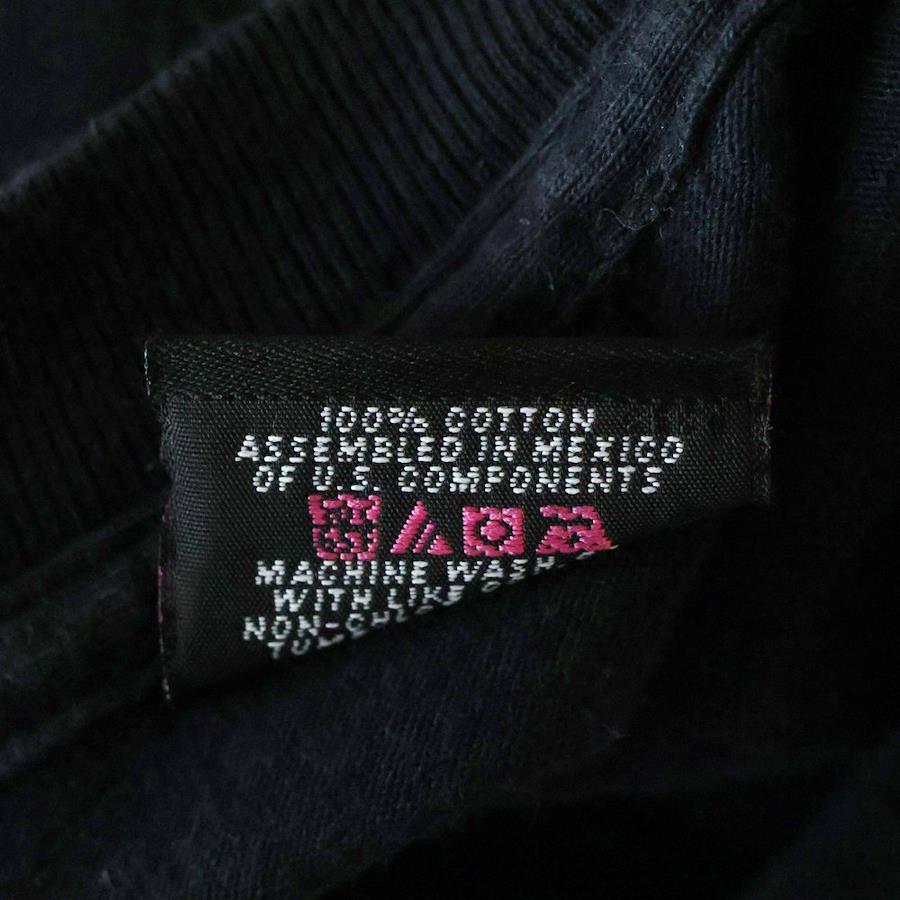 100% COTTON
ASSEMBLED IN MEXICO
OF U.S. COMPONENTS
MACHINE WASH
WITH LIKE